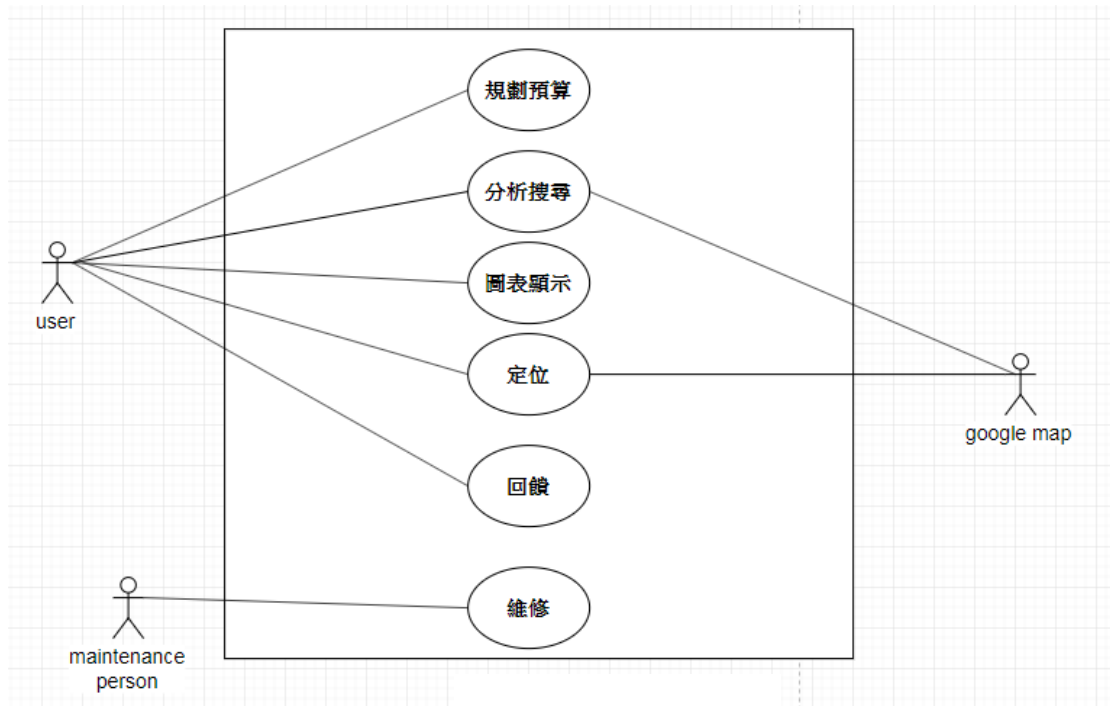 規劃預算
分析搜尋
圖表顯示
定位
回饋
維修
user
google map
maintenance
person